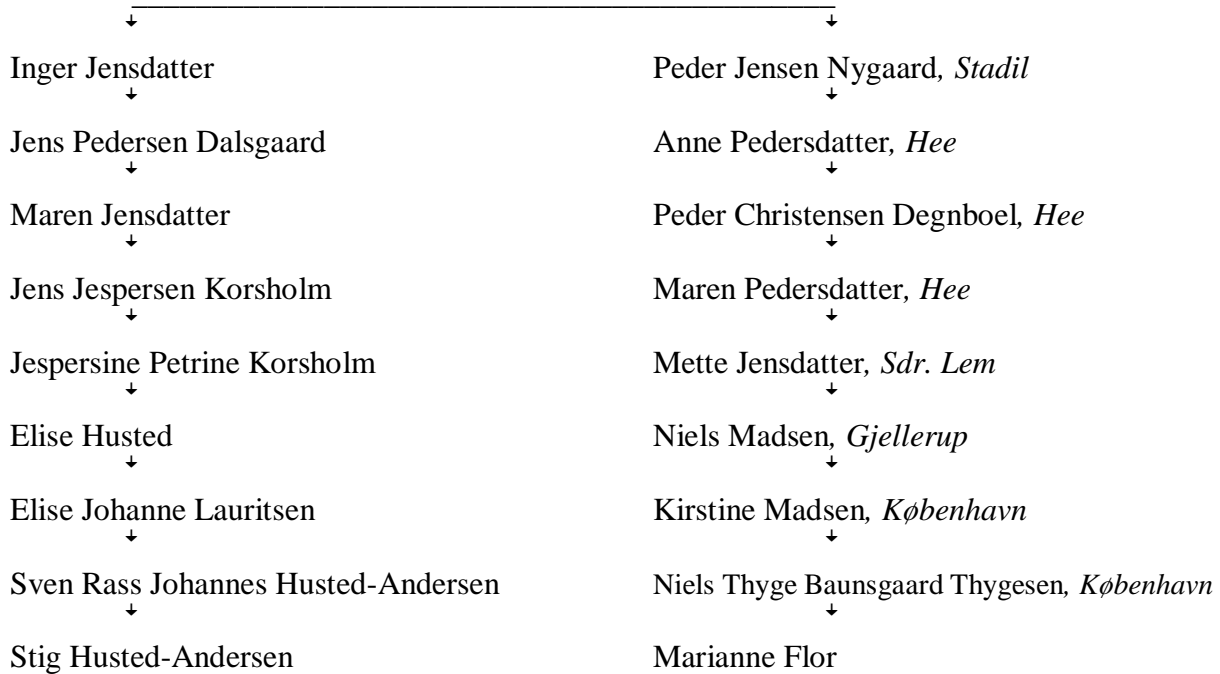 Inger Jensdatter Peder Jensen Nygaard, Stadil
Jens Pedersen Dalsgaard Anne Pedersdatter, Hee
Maren Jensdatter Peder Christensen Degnboel, Hee
Jens Jespersen Korsholm Maren Pedersdatter, Hee
Jespersine Petrine Korsholm Mette Jensdatter, Sdr. Lem
Elise Husted Niels Madsen, Gjellerup
Elise Johanne Lauritsen Kirstine Madsen, København
Sven Rass Johannes Husted-Andersen Niels Thyge Baunsgaard Thygesen, København
Stig Husted-Andersen Marianne Flor